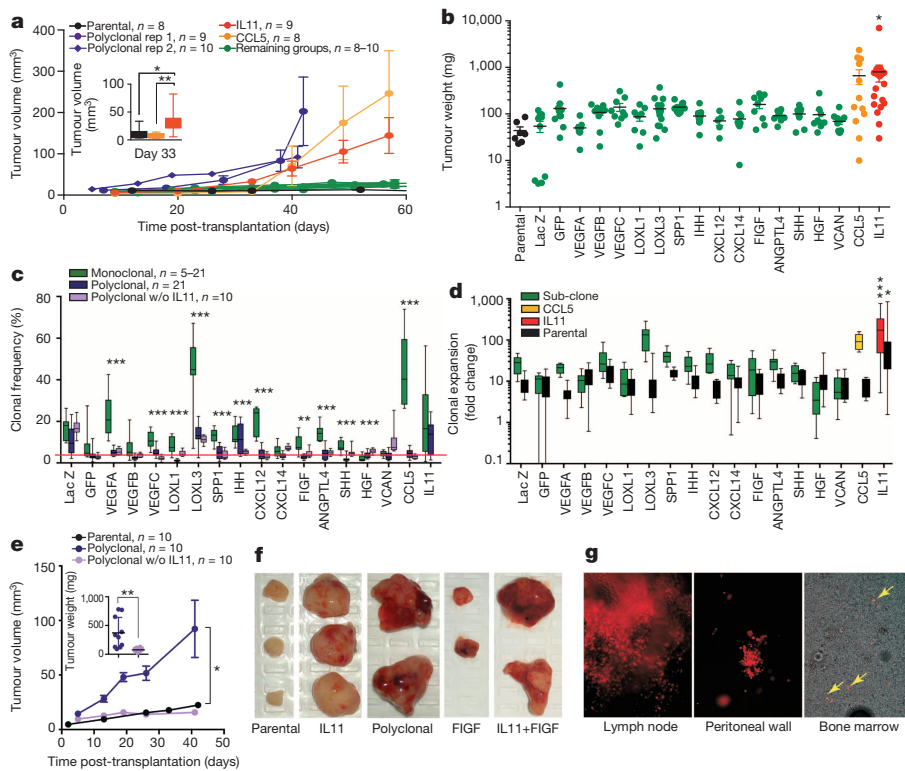 a
Parental, n = 8
Polyclonal rep 1, n = 9
Polyclonal rep 2, n = 10
IL11, n = 9
CCL5, n = 8
Remaining groups, n = 8–10
Tumour volume (mm3)
400
300
200
100
0
Tumour volume
(mm3)
100
50
0
*
**
Day 33
0
20
40
60
Time post-transplantation (days)
b
Tumour weight (mg)
10,000
1,000
100
10
1
*
Parental
Lac Z
GFP
VEGFA
VEGFB
VEGFC
LOXL1
LOXL3
SPP1
IHH
CXCL12
CXCL14
FIGF
ANGPTL4
SHH
HGF
VCAN
CCL5
IL11
c
Monoclonal, n = 5–21
Polyclonal, n = 21
Polyclonal w/o IL11, n =10
Clonal frequency (%)
80
60
40
20
0
***
***
***
***
***
***
***
***
**
***
***
***
***
Lac Z
GFP
VEGFA
VEGFB
VEGFC
LOXL1
LOXL3
SPP1
IHH
CXCL12
CXCL14
FIGF
ANGPTL4
SHH
HGF
VCAN
CCL5
IL11
d
Sub-clone
CCL5
IL11
Parental
Clonal expansion
(fold change)
1,000
100
10
1.0
0.1
***
*
Lac Z
GFP
VEGFA
VEGFB
VEGFC
LOXL1
LOXL3
SPP1
IHH
CXCL12
CXCL14
FIGF
ANGPTL4
SHH
HGF
VCAN
CCL5
IL11
e
Parental, n = 10
Polyclonal, n = 10
Polyclonal w/o IL11, n = 10
Tumour volume (mm3)
150
100
50
0
Tumour weight
(mg)
1,000
500
0
**
*
0
10
20
30
40
50
Time post-transplantation (days)
f
Parental
IL11
Polyclonal
FIGF
IL11+FIGF
g
Lymph node
Peritoneal wall
Bone marrow